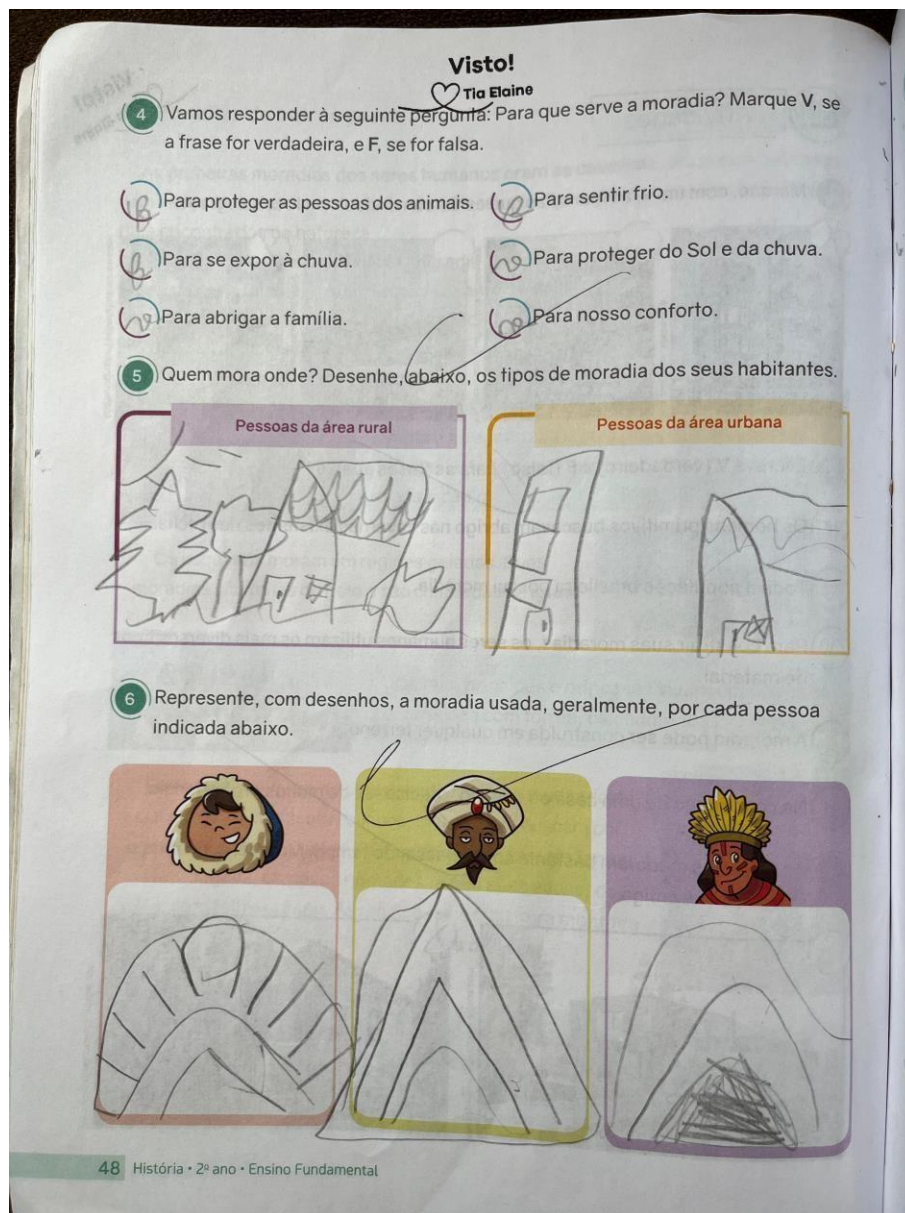 Visto!
Tia Elaine
4 Vamos responder à seguinte pergunta: Para que serve a moradia? Marque V, se
a frase for verdadeira, e F, se for falsa.
Para proteger as pessoas dos animais. Para sentir frio.
Para se expor à chuva. Para proteger do Sol e da chuva.
Para abrigar a família. Para nosso conforto.
5 Quem mora onde? Desenhe, abaixo, os tipos de moradia dos seus habitantes.
Pessoas da área rural Pessoas da área urbana
6 Represente, com desenhos, a moradia usada, geralmente, por cada pessoa
indicada abaixo.
48 História • 2º ano • Ensino Fundamental